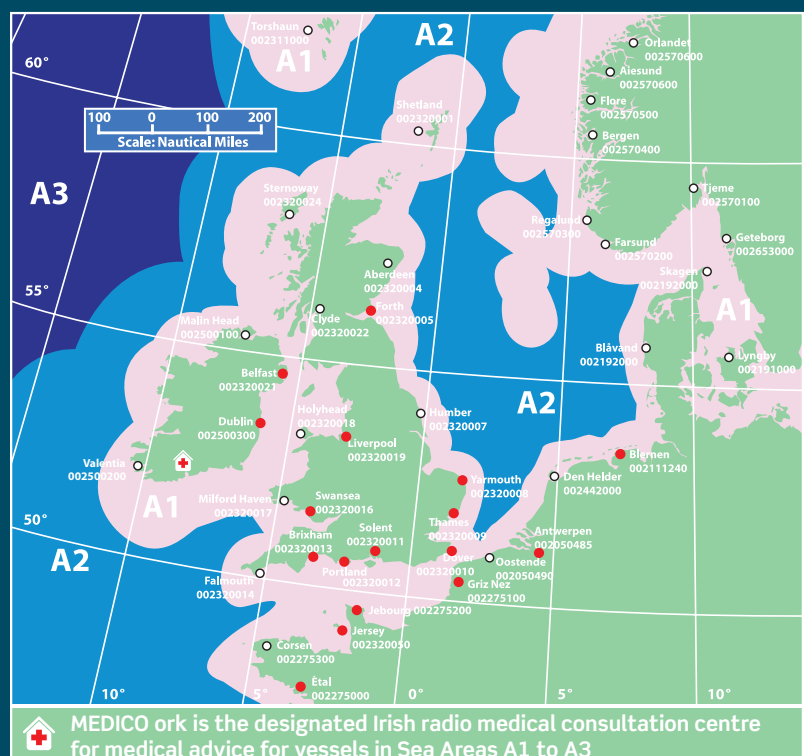 Torshaun
002311000
A1
A2
60°
Orlandet
002570600
Aiesund
002570600
Flore
002570500
Bergen
002570400
Shetland
002320001
100 0 100 200
Scale: Nautical Miles
A3
Sternoway
002320024
Tjeme
002570100
Regalund
002570300
Farsund
002570200
Geteborg
002653000
Skagen
002192000
Aberdeen
002320004
55°
Forth
002320005
Clyde
002320022
Malin Head
002500100
A1
Blåvand
002192000
Lyngby
002191000
Belfast
002320021
A2
Dublin
002500300
Holyhead
002320018
Humber
002320007
Liverpool
002320019
Valentia
002500200
Blernen
002111240
Yarmouth
002320008
Den Helder
002442000
A1
Milford Haven
002320017
Swansea
002320016
50°
Thames
002320009
Solent
002320011
Brixham
002320013
Antwerpen
002050485
A2
Dover
002320010
Oostende
002050490
Portland
002320012
Falmouth
002320014
Griz Nez
002275100
Jebourg 002275200
Jersey
002320050
Corsen
002275300
Ètal
002275000
10° 5° 0° 5° 10°
MEDICO ork is the designated Irish radio medical consultation centre
for medical advice for vessels in Sea Areas A1 to A3